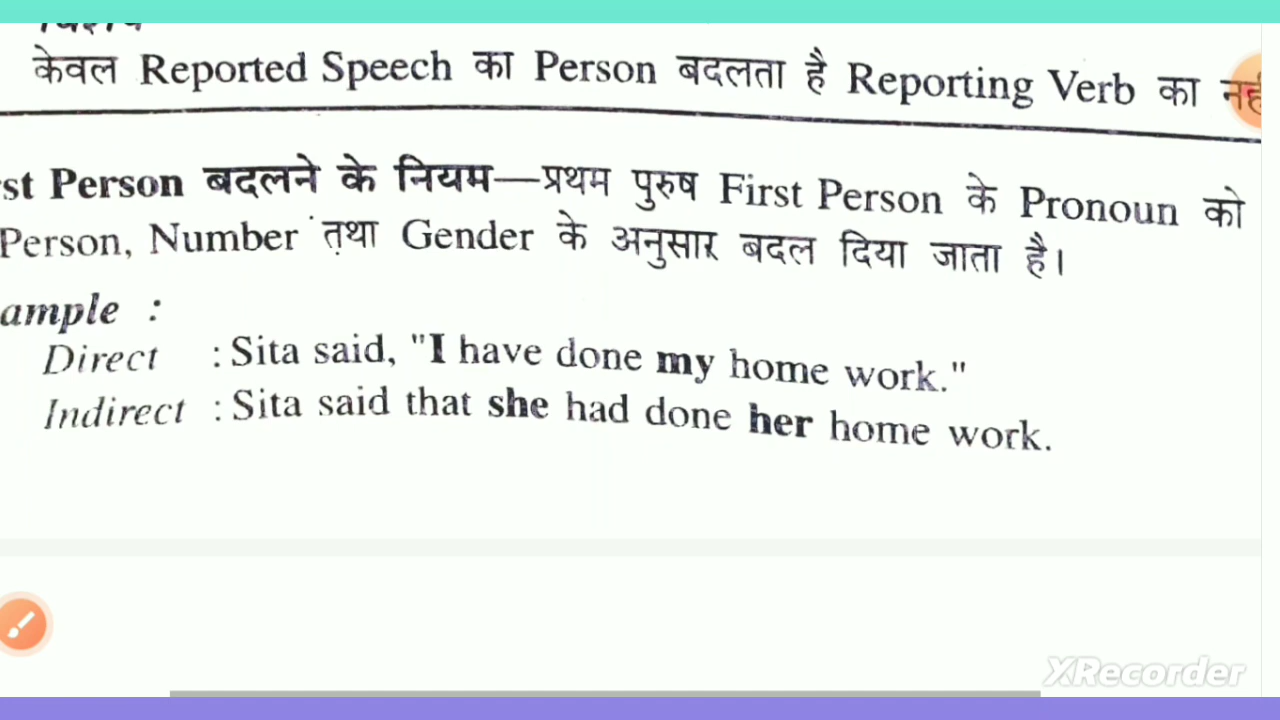 केवल Reported Speech का Person बदलता है Reporting Verb का
st Person बदलने के नियम—प्रथम पुरुष First Person के Pronoun को
Person, Number तथा Gender के अनुसार बदल दिया जाता है।
ample :
Direct : Sita said, "I have done my home work."
Indirect : Sita said that she had done her home work.
XRecorder